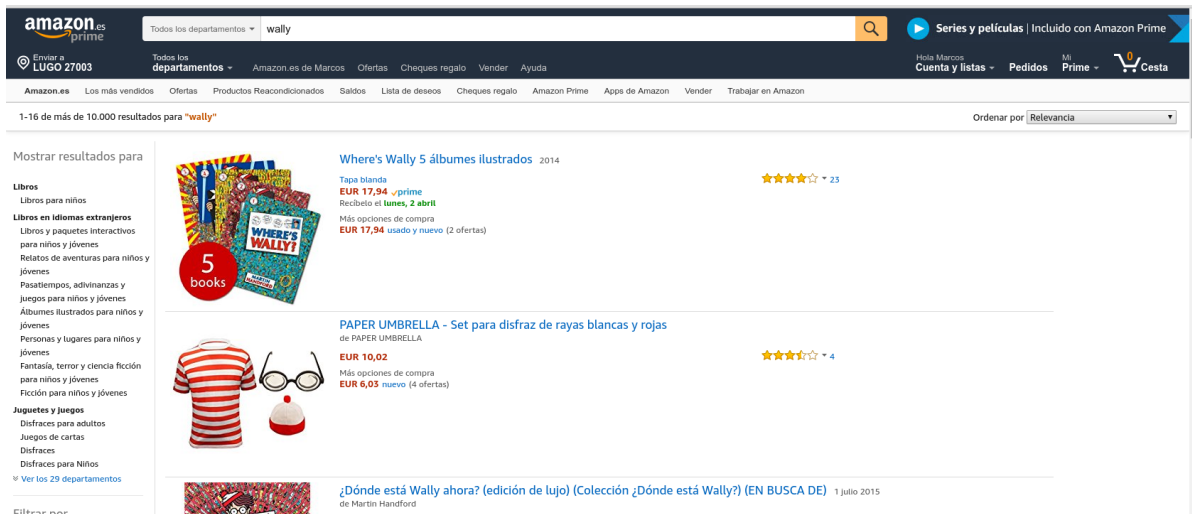 amazon.es
prime
Todos los departamentos
wally
Series y películas | Incluido con Amazon Prime
Enviar a
LUGO 27003
Todos los
departamentos
Amazon.es de Marcos Ofertas Cheques regalo Vender Ayuda
Hola Marcos
Cuenta y listas
Pedidos
Mi
Prime
0
Cesta
Amazon.es Los más vendidos Ofertas Productos Reacondicionados Saldos Lista de deseos Cheques regalo Amazon Prime Apps de Amazon Vender Trabajar en Amazon
1-16 de más de 10.000 resultados para "wally"
Ordenar por Relevancia
Mostrar resultados para
Libros
Libros para niños
Libros en idiomas extranjeros
Libros y paquetes interactivos
para niños y jóvenes
Relatos de aventuras para niños y
jóvenes
Pasatiempos, adivinanzas y
juegos para niños y jóvenes
Álbumes ilustrados para niños y
jóvenes
Personas y lugares para niños y
jóvenes
Fantasía, terror y ciencia ficción
para niños y jóvenes
Ficción para niños y jóvenes
Juguetes y juegos
Disfraces para adultos
Juegos de cartas
Disfraces
Disfraces para Niños
Ver los 29 departamentos
Filtrar por
WHERE'S
WALLY?
MARTIN
HANDFORD
5
books
Where's Wally 5 álbumes ilustrados 2014
Tapa blanda
EUR 17,94 prime
Recíbelo el lunes, 2 abril
Más opciones de compra
EUR 17,94 usado y nuevo (2 ofertas)
23
PAPER UMBRELLA - Set para disfraz de rayas blancas y rojas
de PAPER UMBRELLA
EUR 10,02
Más opciones de compra
EUR 6,03 nuevo (4 ofertas)
4
¿Dónde está Wally ahora? (edición de lujo) (Colección ¿Dónde está Wally?) (EN BUSCA DE) 1 julio 2015
de Martin Handford